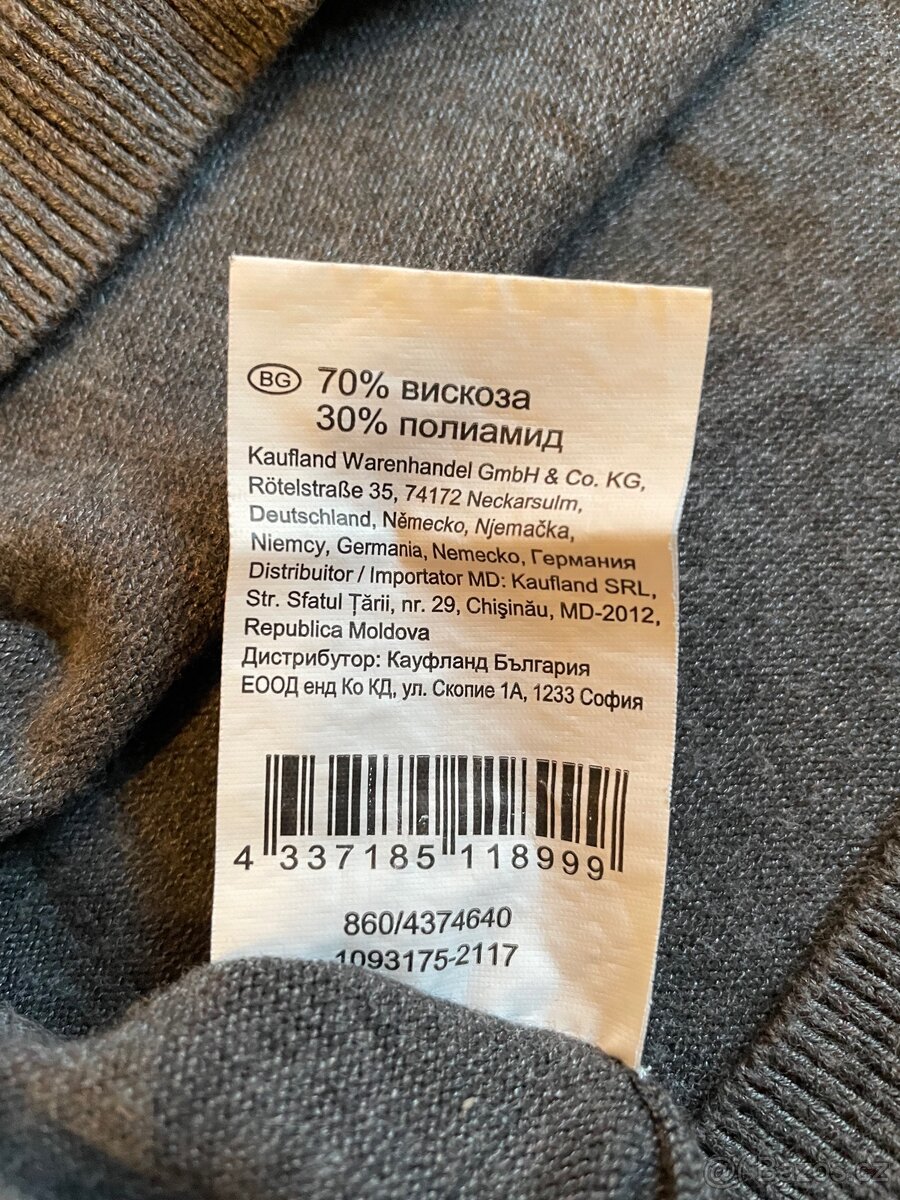 BG 70% вискоза
30% полиамид
Kaufland Warenhandel GmbH & Co. KG,
Rötelstraße 35, 74172 Neckarsulm,
Deutschland, Německo, Njemačka,
Niemcy, Germania, Nemecko, Германия
Distribuitor / Importator MD: Kaufland SRL,
Str. Sfatul Țării, nr. 29, Chişinău, MD-2012,
Republica Moldova
Дистрибутор: Кауфланд България
ЕООД енд Ко КД, ул. Скопие 1А, 1233 София
4 337185 118999
860/4374640
1093175-2117